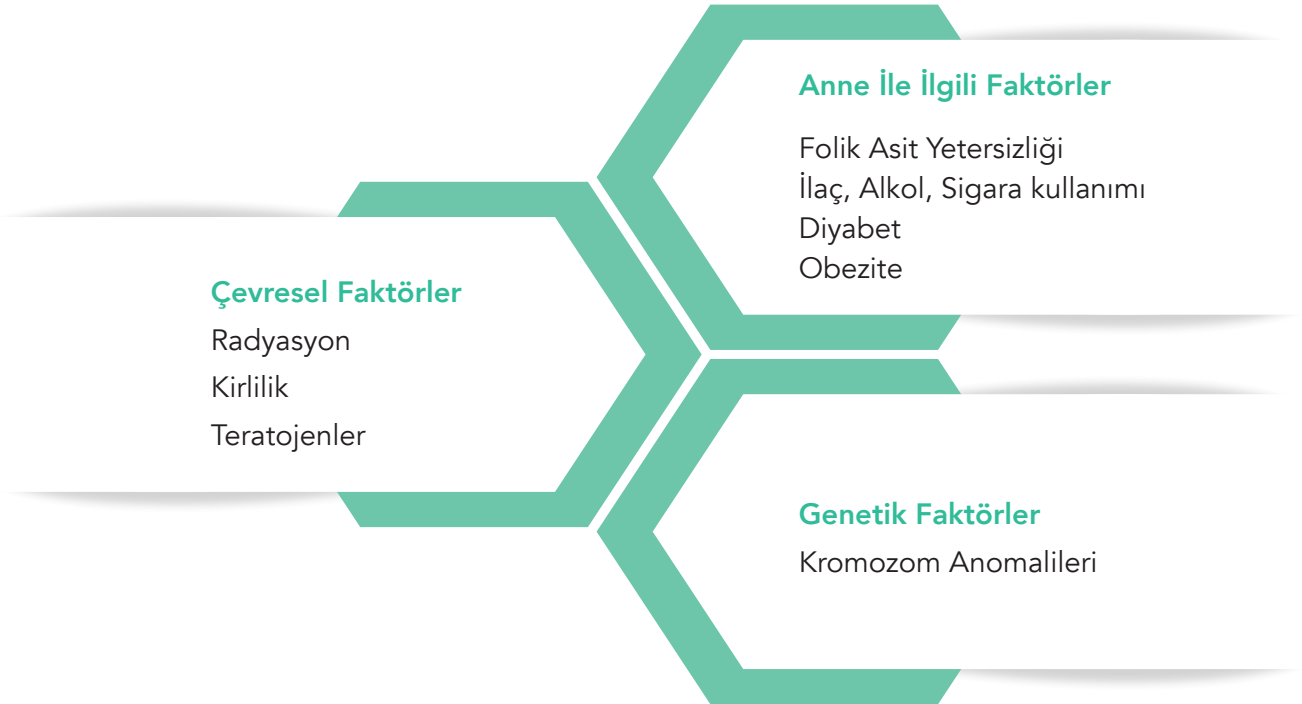 Anne İle İlgili Faktörler
Folik Asit Yetersizliği
İlaç, Alkol, Sigara kullanımı
Diyabet
Obezite
Çevresel Faktörler
Radyasyon
Kirlilik
Teratojenler
Genetik Faktörler
Kromozom Anomalileri